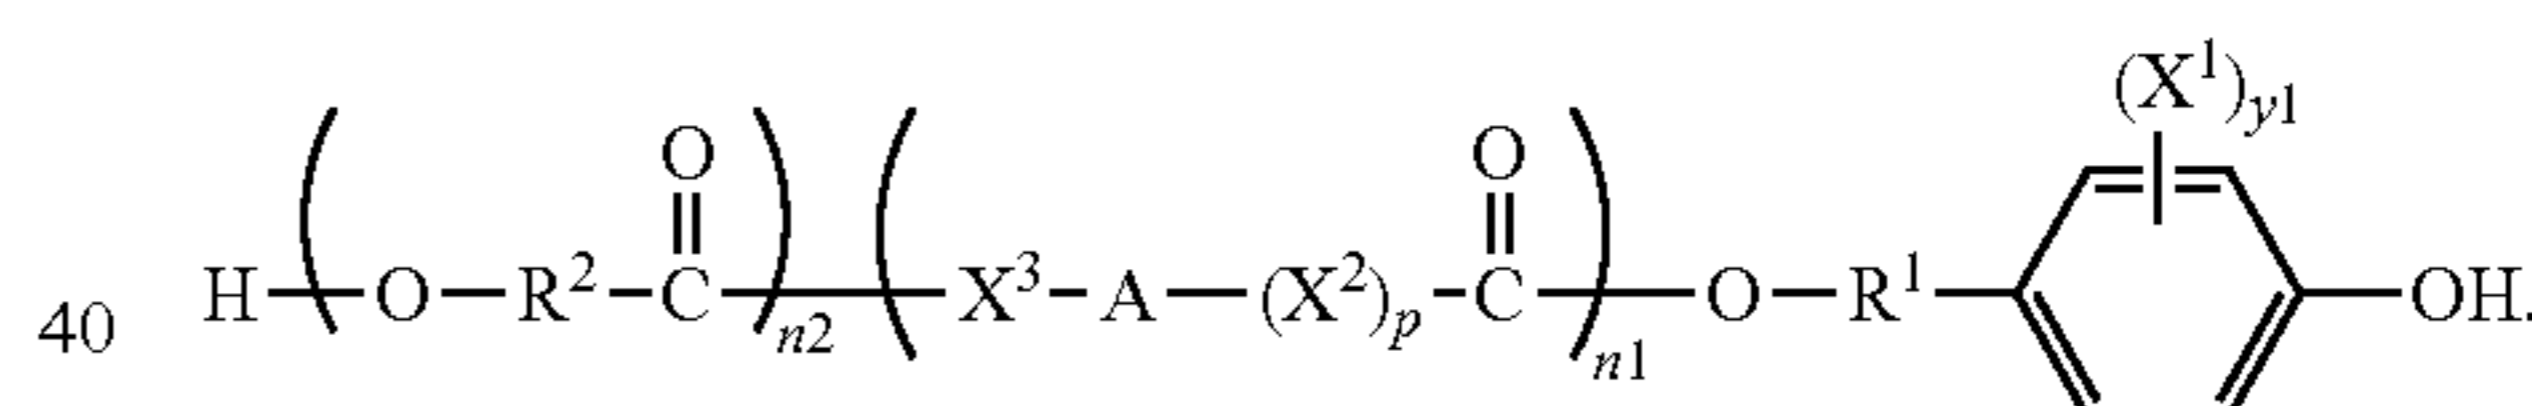 (X¹)y1
O O
40 H—(O—R²—C)n2—(X³—A—(X²)p—C)n1—O—R¹— —OH.